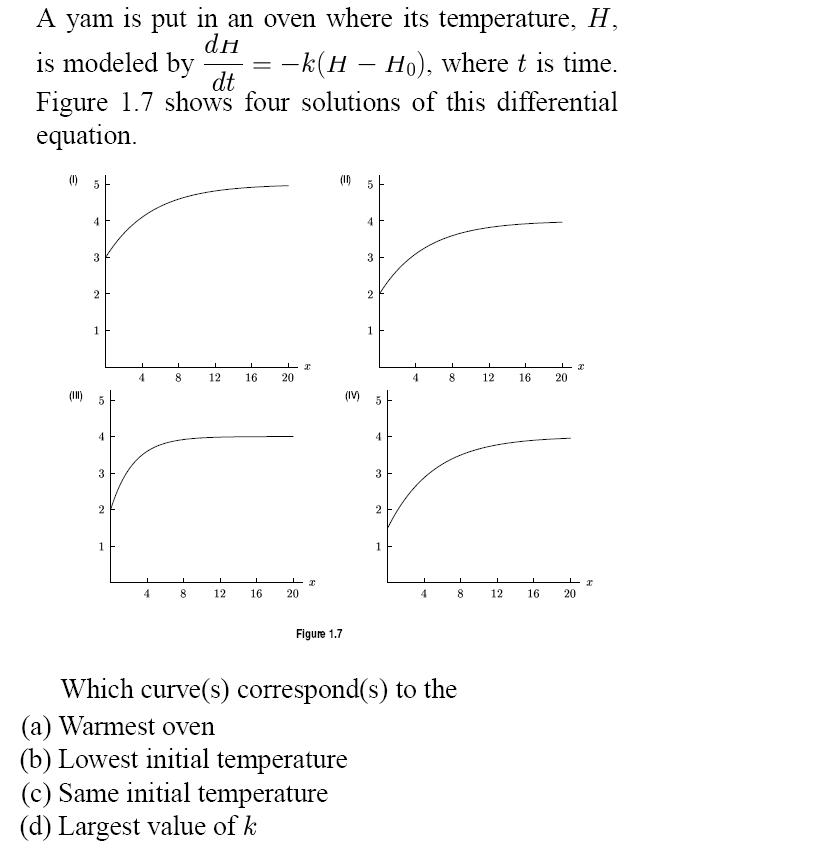 A yam is put in an oven where its temperature, H,
is modeled by dH/dt = −k(H − H₀), where t is time.
Figure 1.7 shows four solutions of this differential
equation.
(I) 5 4 3 2 1
4 8 12 16 20 x
(II) 5 4 3 2 1
4 8 12 16 20 x
(III) 5 4 3 2 1
4 8 12 16 20 x
(IV) 5 4 3 2 1
4 8 12 16 20 x
Figure 1.7
Which curve(s) correspond(s) to the
(a) Warmest oven
(b) Lowest initial temperature
(c) Same initial temperature
(d) Largest value of k